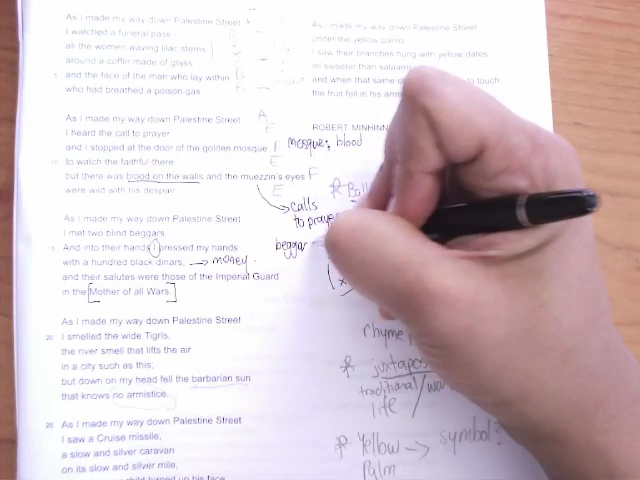 As I made my way down Palestine Street
I watched a funeral pass
all the women waving lilac stems
around a coffin made of glass
5 and the face of the man who lay within
who had breathed a poison gas
As I made my way down Palestine Street
I heard the call to prayer
and I stopped at the door of the golden mosque
10 to watch the faithful there
but there was blood on the walls and the muezzin's eyes
were wild with his despair
As I made my way down Palestine Street
I met two blind beggars
15 And into their hands I pressed my hands
with a hundred black dinars,
and their salutes were those of the Imperial Guard
in the Mother of all Wars
As I made my way down Palestine Street
20 I smelled the wide Tigris,
the river smell that lifts the air
in a city such as this;
but down on my head fell the barbarian sun
that knows no armistice.
25 As I made my way down Palestine Street
I saw a Cruise missile,
a slow and silver caravan
on its slow and silver mile,
child turned up his face
As I made my way down Palestine Street
under the yellow palms
I saw their branches hung with yellow dates
all sweeter than salaams
and when that same to touch
the fruit fell in his
ROBERT
A
E
F
E
F
E
mosque; blood
calls
to
beggar
→ money
rhyme
juxtapos
traditional/
life
Yellow → symbol?
Palm